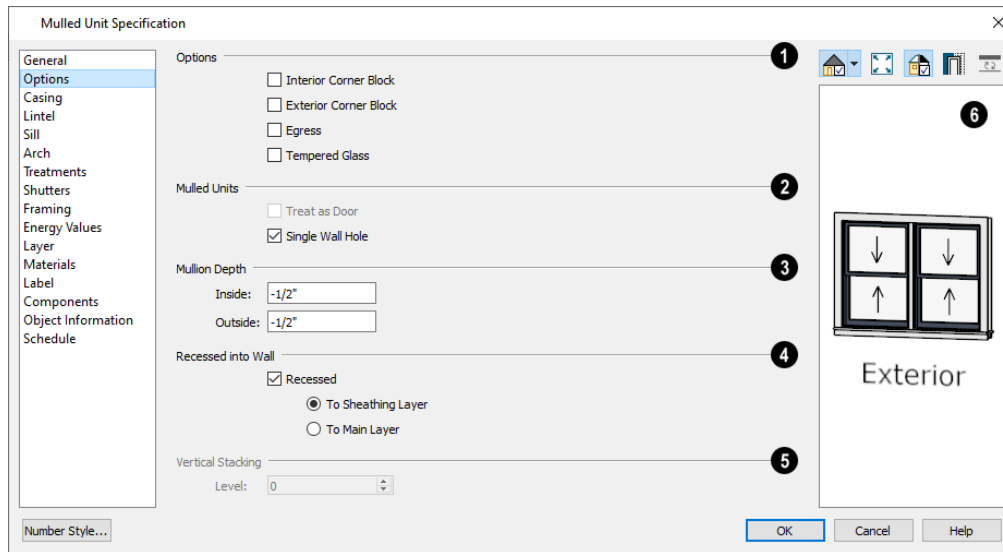 Mulled Unit Specification
General
Options
Casing
Lintel
Sill
Arch
Treatments
Shutters
Framing
Energy Values
Layer
Materials
Label
Components
Object Information
Schedule
Options 1
Interior Corner Block
Exterior Corner Block
Egress
Tempered Glass
Mulled Units 2
Treat as Door
Single Wall Hole
Mullion Depth 3
Inside: -1/2"
Outside: -1/2"
Recessed into Wall 4
Recessed
To Sheathing Layer
To Main Layer
Vertical Stacking 5
Level: 0
6
Exterior
Number Style... OK Cancel Help